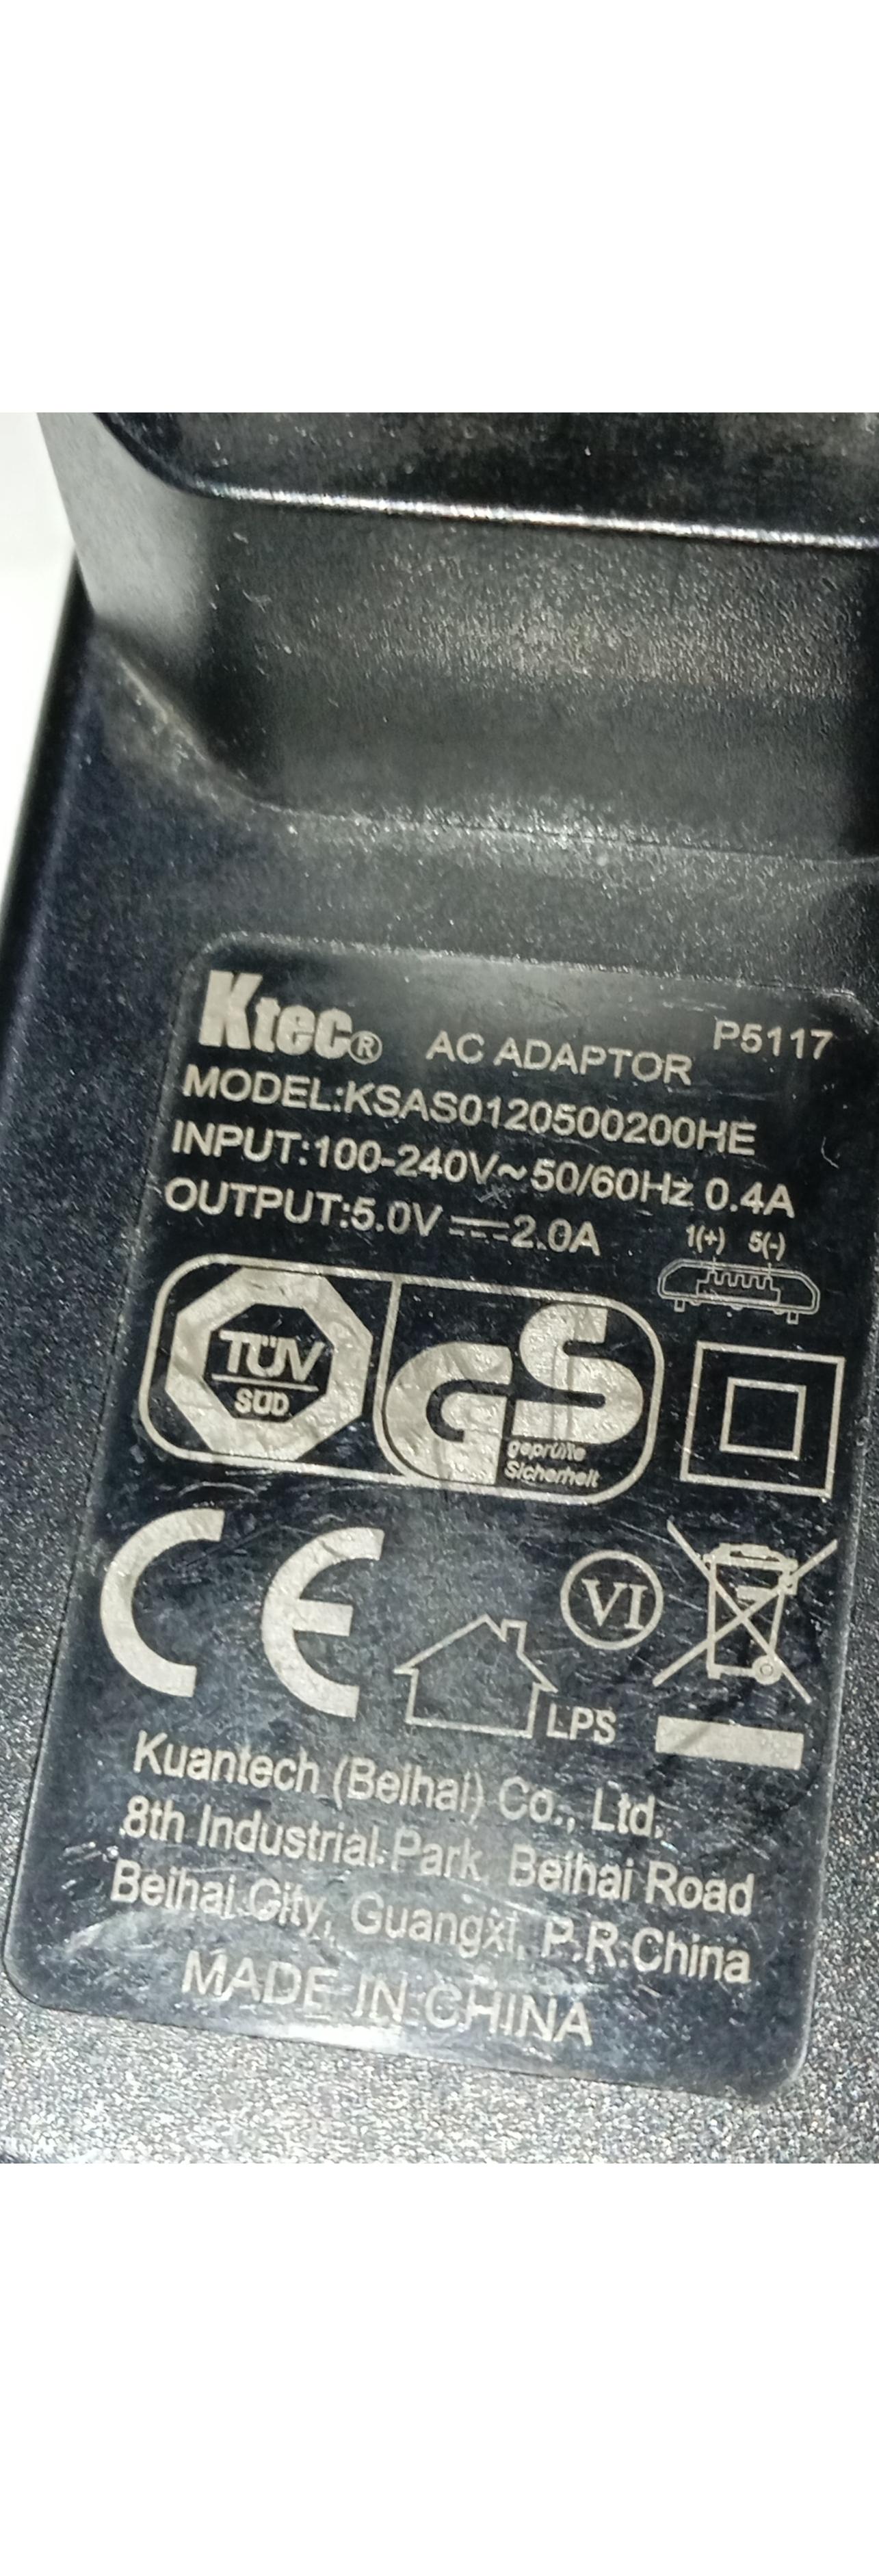 Ktec® AC ADAPTOR P5117
MODEL:KSAS0120500200HE
INPUT:100-240V~50/60Hz 0.4A
OUTPUT:5.0V⎓2.0A
1(+) 5(-)
TÜV
SÜD
GS
geprüfte
Sicherheit
CE
VI
LPS
Kuantech (Beihai) Co., Ltd.
8th Industrial Park, Beihai Road
Beihai City, Guangxi, P.R.China
MADE IN CHINA